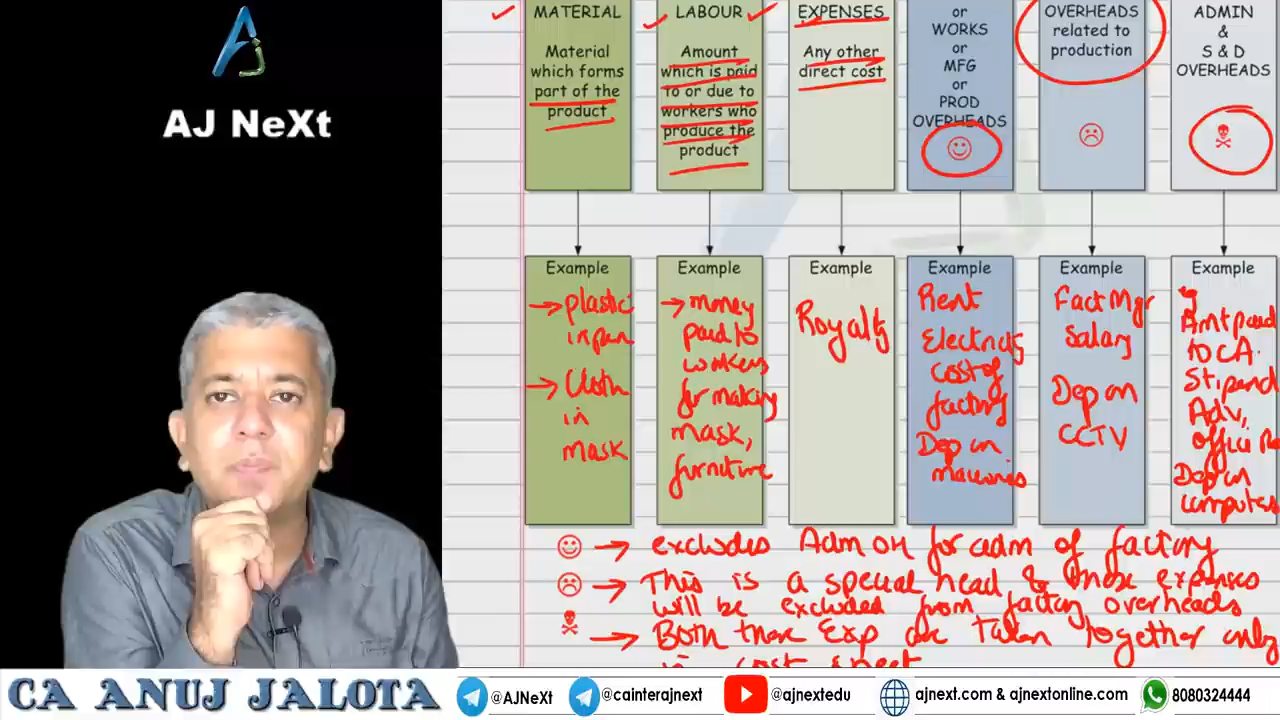 AJ NeXt
MATERIAL
Material
which forms
part of the
product
LABOUR
Amount
which is paid
to or due to
workers who
produce the
product
EXPENSES
Any other
direct cost
or
WORKS
or
MFG
or
PROD
OVERHEADS
OVERHEADS
related to
production
ADMIN
&
S & D
OVERHEADS
Example
→ plastic
in pen
→ Cloth
in
mask
Example
→ money
paid to
workers
for making
mask,
furniture
Example
Royalty
Example
Rent
Electricity
cost of
factory
Dep on
machines
Example
Fact Mgr
Salary
Dep on
CCTV
Example
Amt paid
to CA.
Stipend
Adv,
office Re
Dep on
computers
→ excludes Adm OH for adm of factory
→ This is a special head & these expenses
will be excluded from factory overheads
→ Both these Exp are Taken together only
in cost sheet
CA ANUJ JALOTA
@AJNeXt
@cainterajnext
@ajnextedu
ajnext.com & ajnextonline.com
8080324444